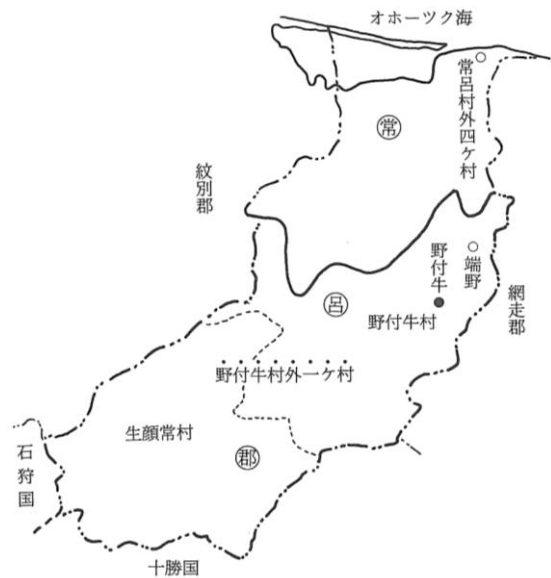 オホーツク海
常呂村外四ケ村
常
紋別郡
端野
野付牛
網走郡
呂
野付牛村
野付牛村外一ケ村
生顔常村
郡
石狩国
十勝国